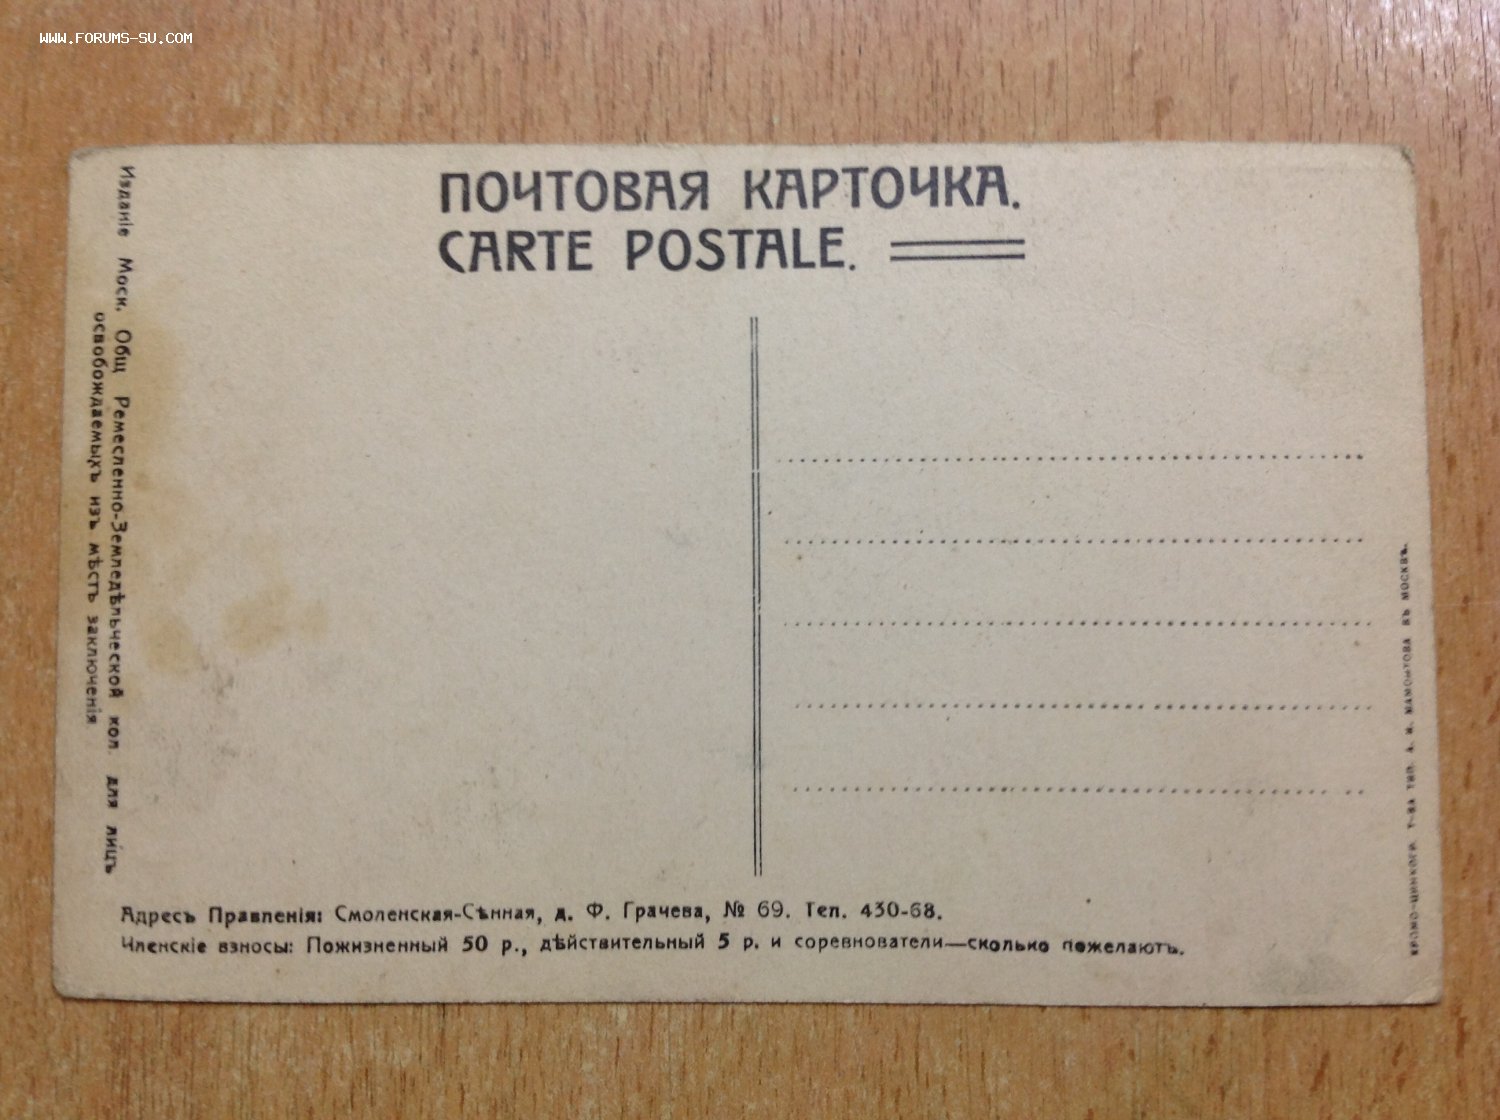 WWW.FORUMS-SU.COM
ПОЧТОВАЯ КАРТОЧКА.
CARTE POSTALE.
Изданіе Моск. Общ Ремесленно-Земледѣльческой кол. для лицъ
освобождаемыхъ изъ мѣстъ заключенія
Адресъ Правленія: Смоленская-Сѣнная, д. Ф. Грачева, № 69. Тел. 430-68.
Членскіе взносы: Пожизненный 50 р., дѣйствительный 5 р. и соревнователи—сколько пожелаютъ.
ХРОМО-ЦИНКОГР. Т-ВА ТИП. А. И. МАМОНТОВА ВЪ МОСКВѢ.